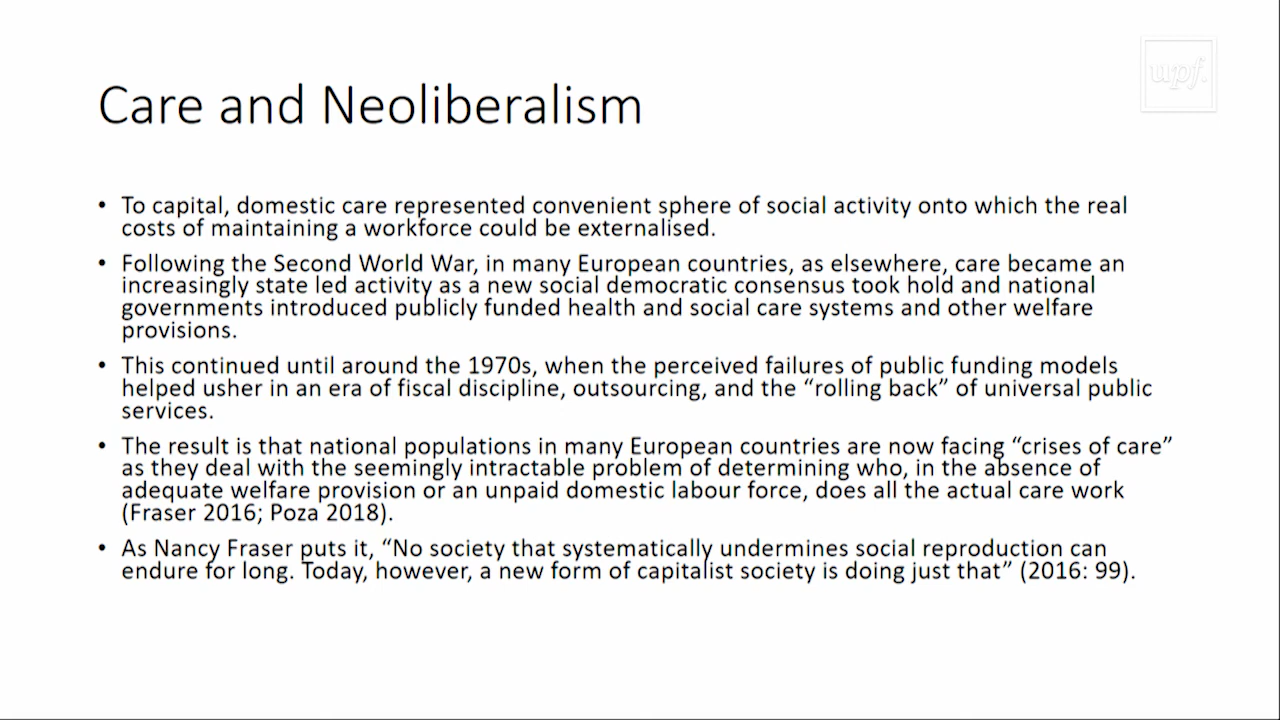 upf.
Care and Neoliberalism
• To capital, domestic care represented convenient sphere of social activity onto which the real
costs of maintaining a workforce could be externalised.
• Following the Second World War, in many European countries, as elsewhere, care became an
increasingly state led activity as a new social democratic consensus took hold and national
governments introduced publicly funded health and social care systems and other welfare
provisions.
• This continued until around the 1970s, when the perceived failures of public funding models
helped usher in an era of fiscal discipline, outsourcing, and the “rolling back” of universal public
services.
• The result is that national populations in many European countries are now facing “crises of care”
as they deal with the seemingly intractable problem of determining who, in the absence of
adequate welfare provision or an unpaid domestic labour force, does all the actual care work
(Fraser 2016; Poza 2018).
• As Nancy Fraser puts it, “No society that systematically undermines social reproduction can
endure for long. Today, however, a new form of capitalist society is doing just that” (2016: 99).